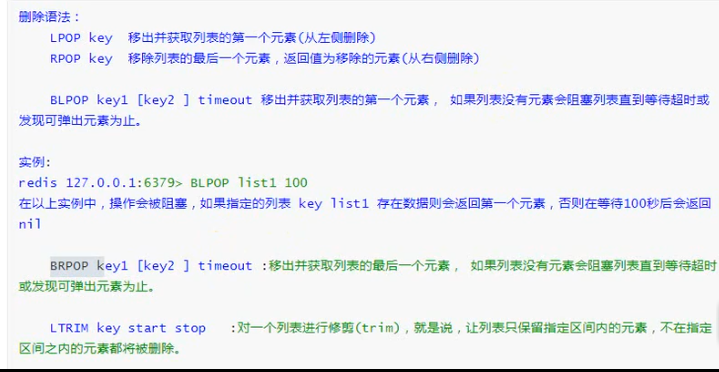 删除语法：
LPOP key 移出并获取列表的第一个元素(从左侧删除)
RPOP key 移除列表的最后一个元素，返回值为移除的元素(从右侧删除)
BLPOP key1 [key2 ] timeout 移出并获取列表的第一个元素， 如果列表没有元素会阻塞列表直到等待超时或
发现可弹出元素为止。
实例:
redis 127.0.0.1:6379> BLPOP list1 100
在以上实例中，操作会被阻塞，如果指定的列表 key list1 存在数据则会返回第一个元素，否则在等待100秒后会返回
nil
BRPOP key1 [key2 ] timeout :移出并获取列表的最后一个元素， 如果列表没有元素会阻塞列表直到等待超时
或发现可弹出元素为止。
LTRIM key start stop :对一个列表进行修剪(trim)，就是说，让列表只保留指定区间内的元素，不在指定
区间之内的元素都将被删除。